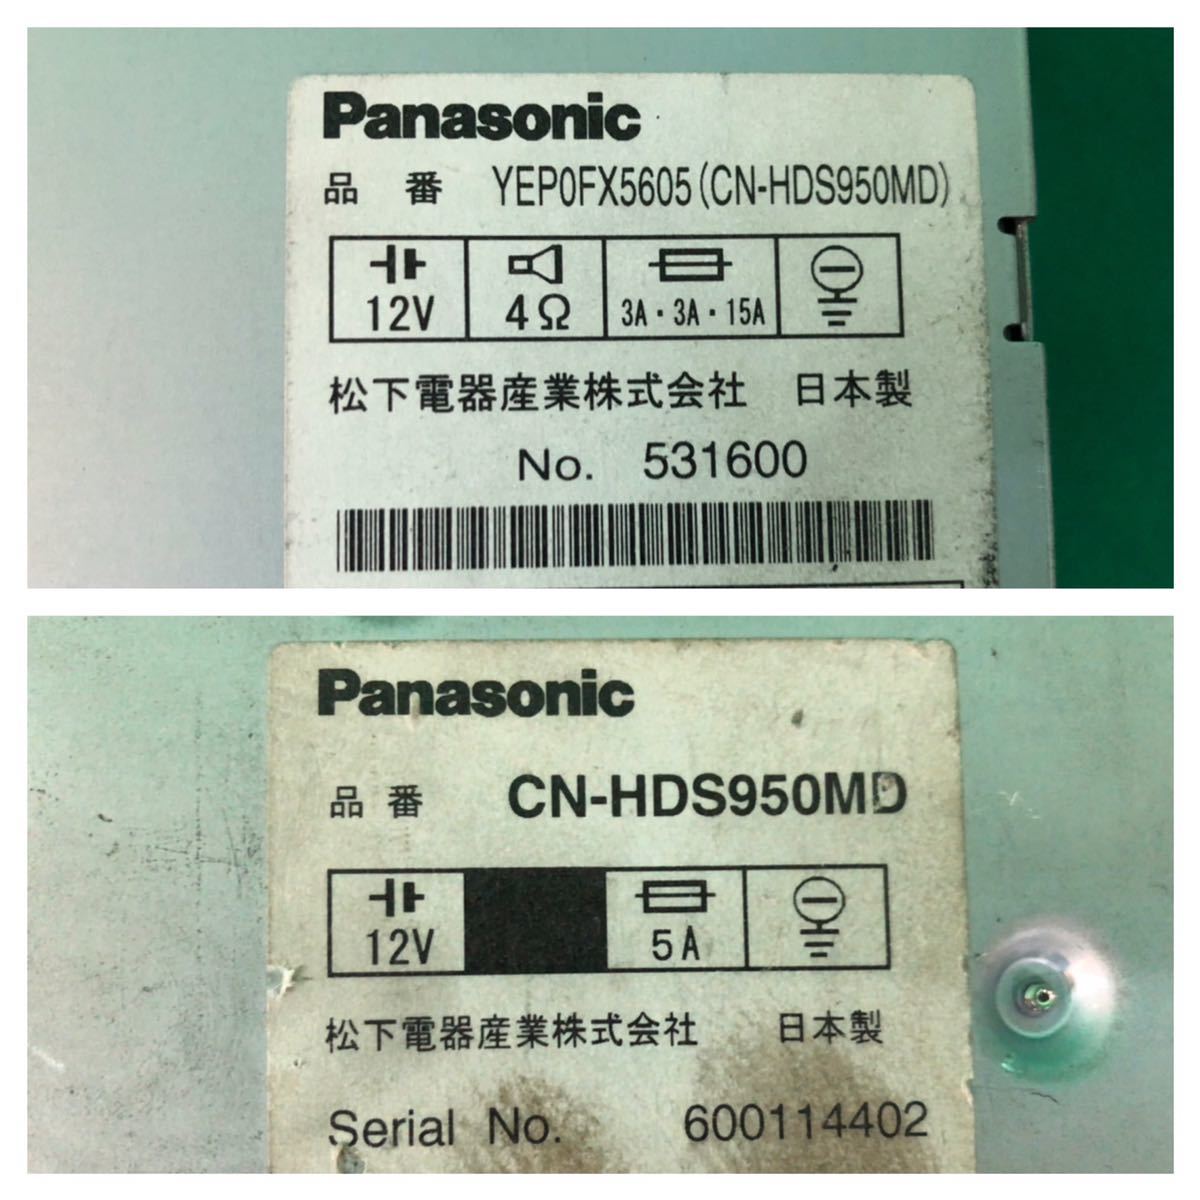 Panasonic
品 番 YEP0FX5605(CN-HDS950MD)
12V 4Ω 3A・3A・15A
松下電器産業株式会社 日本製
No. 531600
Panasonic
品 番 CN-HDS950MD
12V 5A
松下電器産業株式会社 日本製
Serial No. 600114402